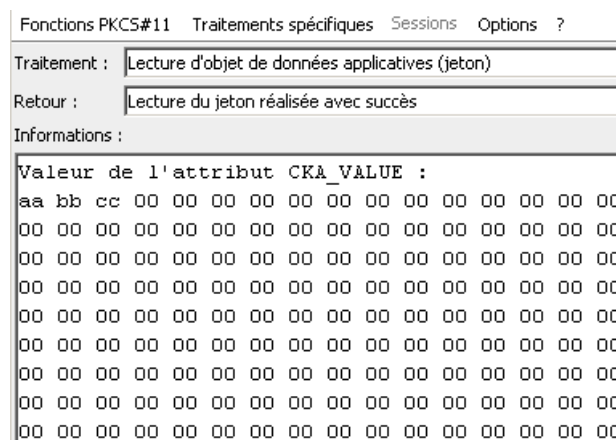 Fonctions PKCS#11 Traitements spécifiques Sessions Options ?
Traitement : Lecture d'objet de données applicatives (jeton)
Retour : Lecture du jeton réalisée avec succès
Informations :
Valeur de l'attribut CKA_VALUE :
aa bb cc 00 00 00 00 00 00 00 00 00 00 00 00 00
00 00 00 00 00 00 00 00 00 00 00 00 00 00 00 00
00 00 00 00 00 00 00 00 00 00 00 00 00 00 00 00
00 00 00 00 00 00 00 00 00 00 00 00 00 00 00 00
00 00 00 00 00 00 00 00 00 00 00 00 00 00 00 00
00 00 00 00 00 00 00 00 00 00 00 00 00 00 00 00
00 00 00 00 00 00 00 00 00 00 00 00 00 00 00 00
00 00 00 00 00 00 00 00 00 00 00 00 00 00 00 00
00 00 00 00 00 00 00 00 00 00 00 00 00 00 00 00